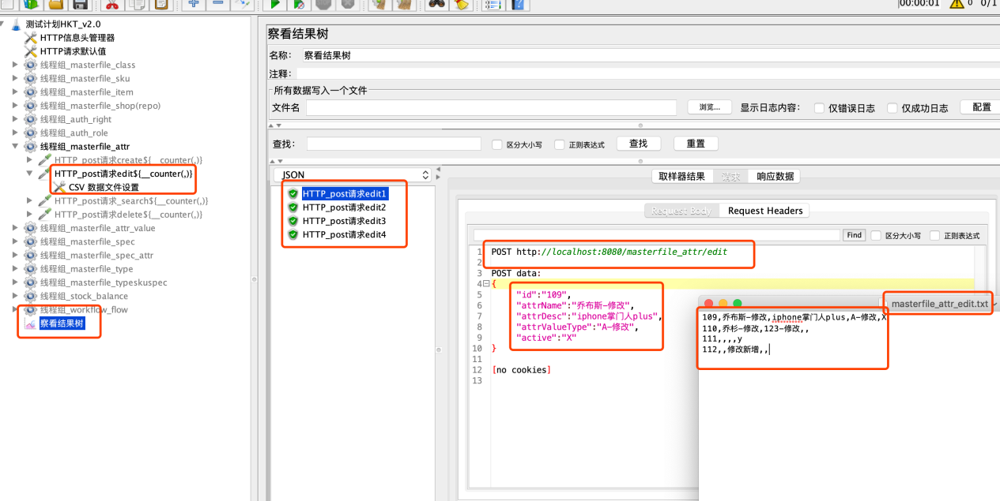 00:00:01 0 0/1
测试计划HKT_v2.0
HTTP信息头管理器
HTTP请求默认值
线程组_masterfile_class
线程组_masterfile_sku
线程组_masterfile_item
线程组_masterfile_shop(repo)
线程组_auth_right
线程组_auth_role
线程组_masterfile_attr
HTTP_post请求create${__counter(,)}
HTTP_post请求edit${__counter(,)}
CSV 数据文件设置
HTTP_post请求_search${__counter(,)}
HTTP_post请求delete${__counter(,)}
线程组_masterfile_attr_value
线程组_masterfile_spec
线程组_masterfile_spec_attr
线程组_masterfile_type
线程组_masterfile_typeskuspec
线程组_stock_balance
线程组_workflow_flow
察看结果树
察看结果树
名称： 察看结果树
注释：
所有数据写入一个文件
文件名 浏览... 显示日志内容： 仅错误日志 仅成功日志 配置
查找： 区分大小写 正则表达式 查找 重置
JSON
HTTP_post请求edit1
HTTP_post请求edit2
HTTP_post请求edit3
HTTP_post请求edit4
取样器结果 请求 响应数据
Request Body Request Headers
Find 区分大小写 正则表达式
1 POST http://localhost:8080/masterfile_attr/edit
2
3 POST data:
4 {
5 "id":"109",
6 "attrName":"乔布斯-修改",
7 "attrDesc":"iphone掌门人plus",
8 "attrValueType":"A-修改",
9 "active":"X"
10 }
11
12 [no cookies]
13
masterfile_attr_edit.txt
109,乔布斯-修改,iphone掌门人plus,A-修改,X
110,乔杉-修改,123-修改,,
111,,,,y
112,,修改新增,,